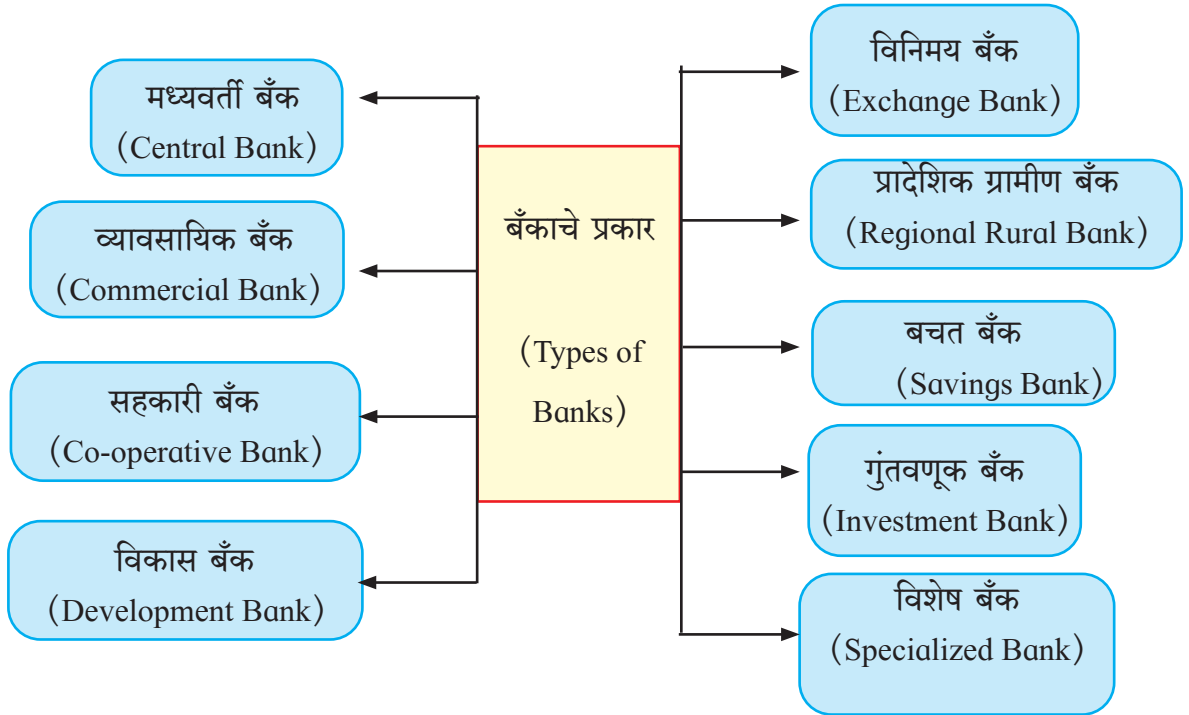 बँकाचे प्रकार
(Types of
Banks)
मध्यवर्ती बँक
(Central Bank)
व्यावसायिक बँक
(Commercial Bank)
सहकारी बँक
(Co-operative Bank)
विकास बँक
(Development Bank)
विनिमय बँक
(Exchange Bank)
प्रादेशिक ग्रामीण बँक
(Regional Rural Bank)
बचत बँक
(Savings Bank)
गुंतवणूक बँक
(Investment Bank)
विशेष बँक
(Specialized Bank)